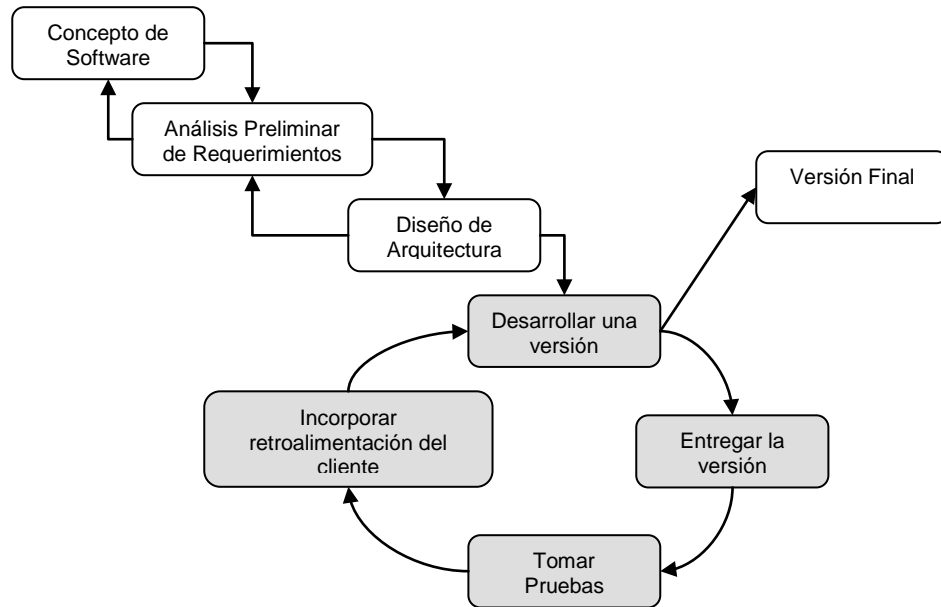 Concepto de
Software
Análisis Preliminar
de Requerimientos
Diseño de
Arquitectura
Versión Final
Desarrollar una
versión
Incorporar
retroalimentación del
cliente
Entregar la
versión
Tomar
Pruebas